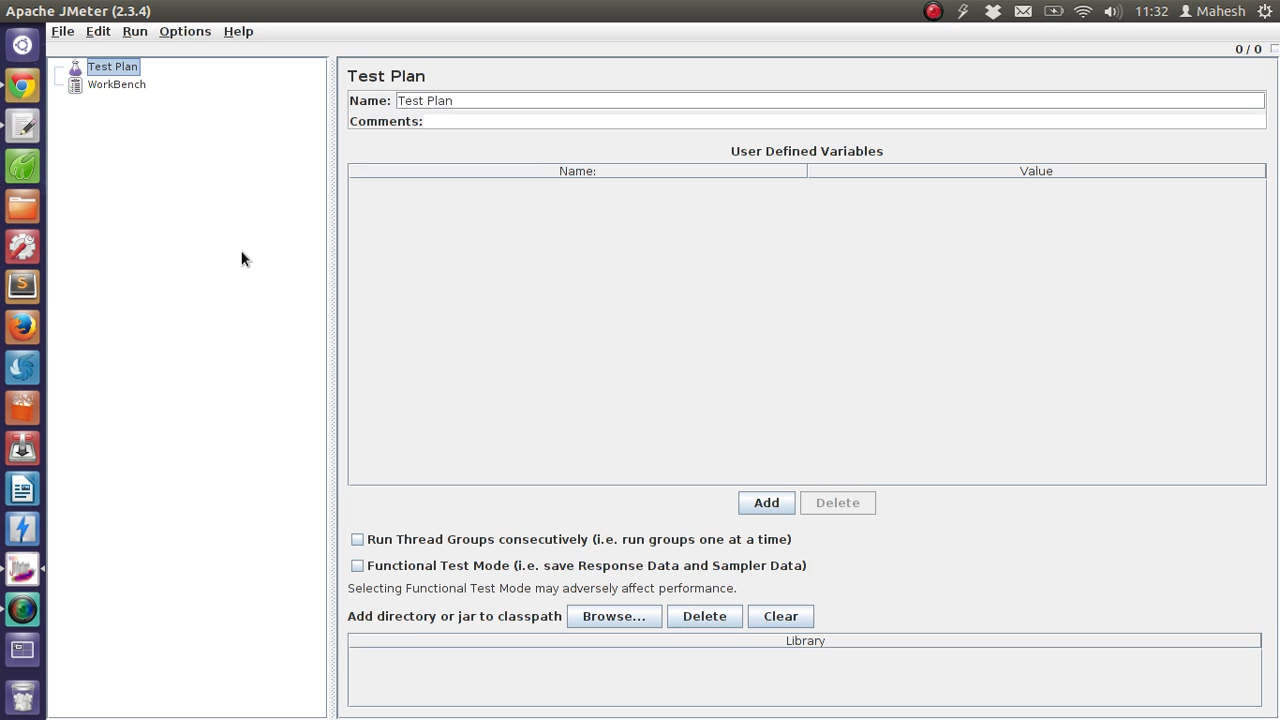 Apache JMeter (2.3.4)
11:32 Mahesh
File Edit Run Options Help
0 / 0
Test Plan
WorkBench
Test Plan
Name: Test Plan
Comments:
User Defined Variables
Name: Value
Add Delete
Run Thread Groups consecutively (i.e. run groups one at a time)
Functional Test Mode (i.e. save Response Data and Sampler Data)
Selecting Functional Test Mode may adversely affect performance.
Add directory or jar to classpath Browse... Delete Clear
Library